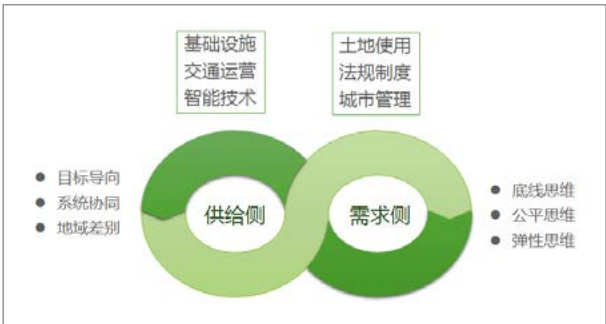 基础设施
交通运营
智能技术
土地使用
法规制度
城市管理
● 目标导向
● 系统协同
● 地域差别
供给侧
需求侧
● 底线思维
● 公平思维
● 弹性思维